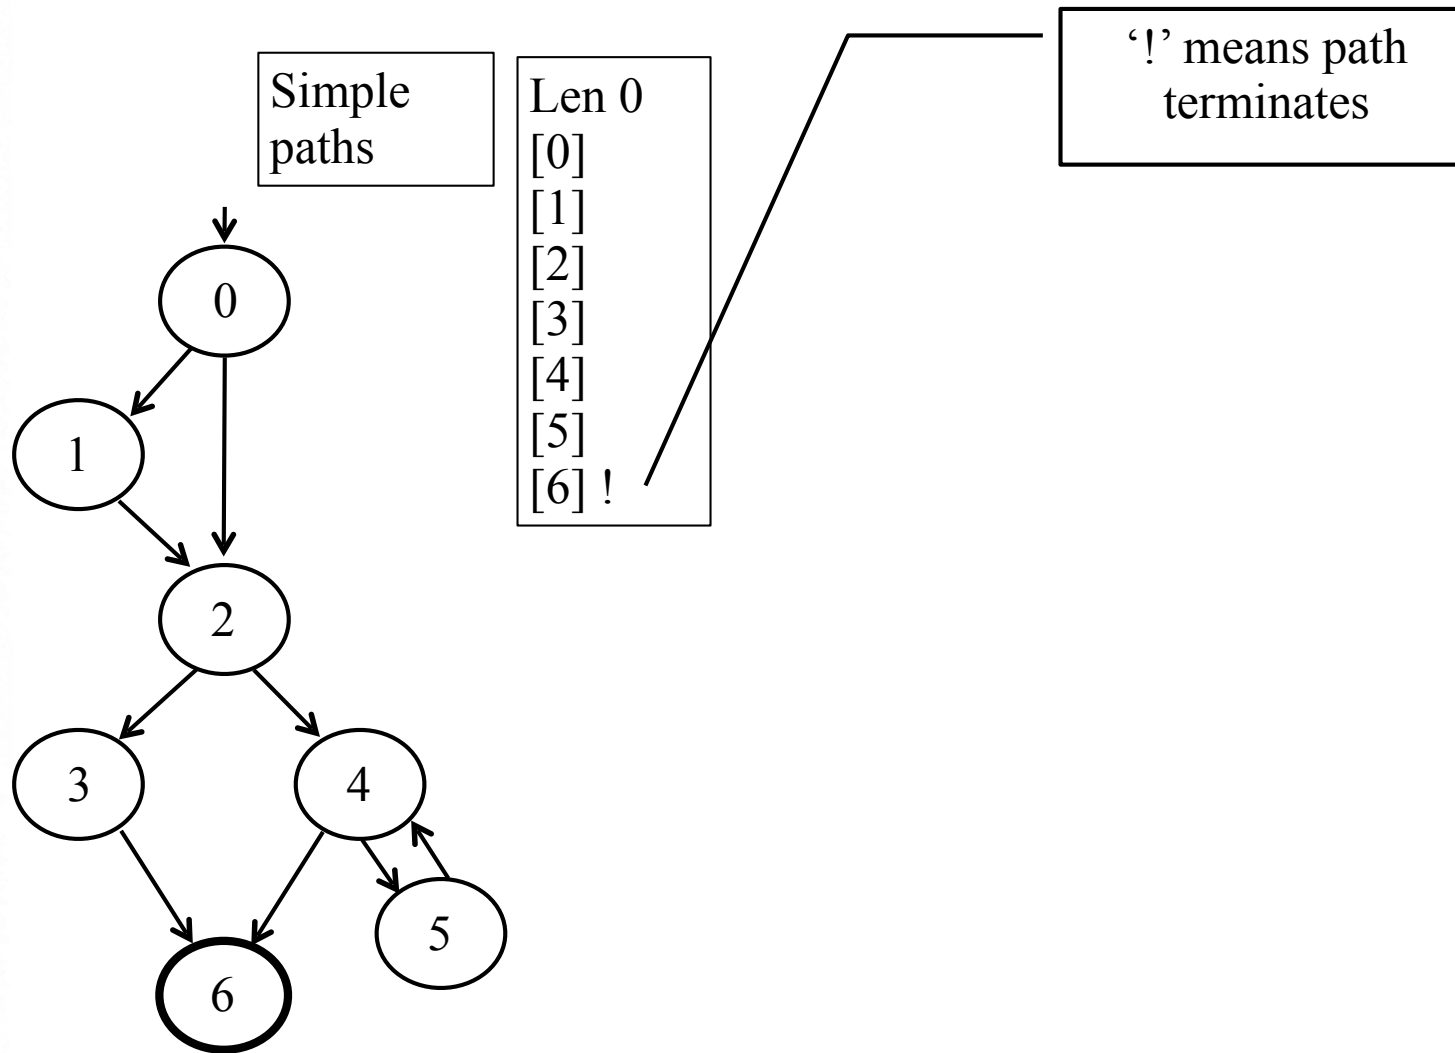 Simple
paths
Len 0
[0]
[1]
[2]
[3]
[4]
[5]
[6] !
‘!’ means path
terminates
0
1
2
3
4
5
6